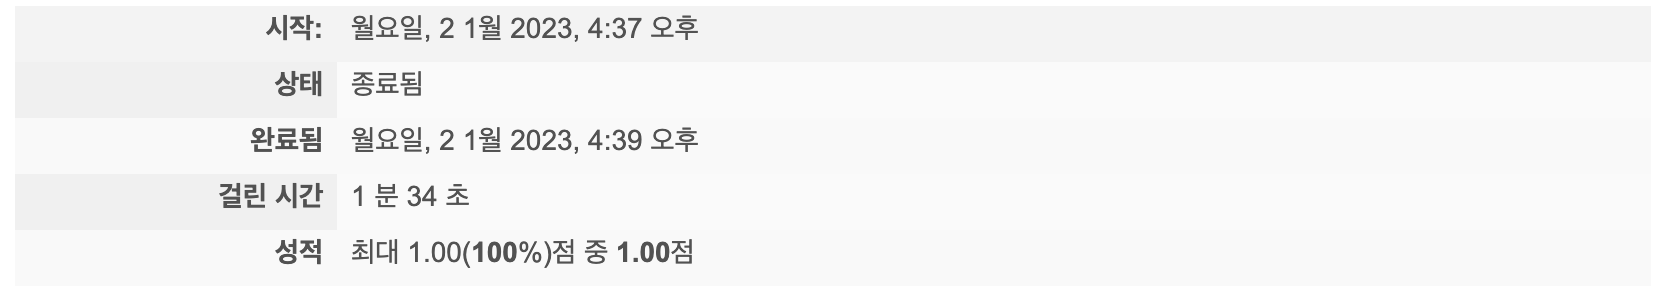 시작: 월요일, 2 1월 2023, 4:37 오후
상태 종료됨
완료됨 월요일, 2 1월 2023, 4:39 오후
걸린 시간 1 분 34 초
성적 최대 1.00(100%)점 중 1.00점